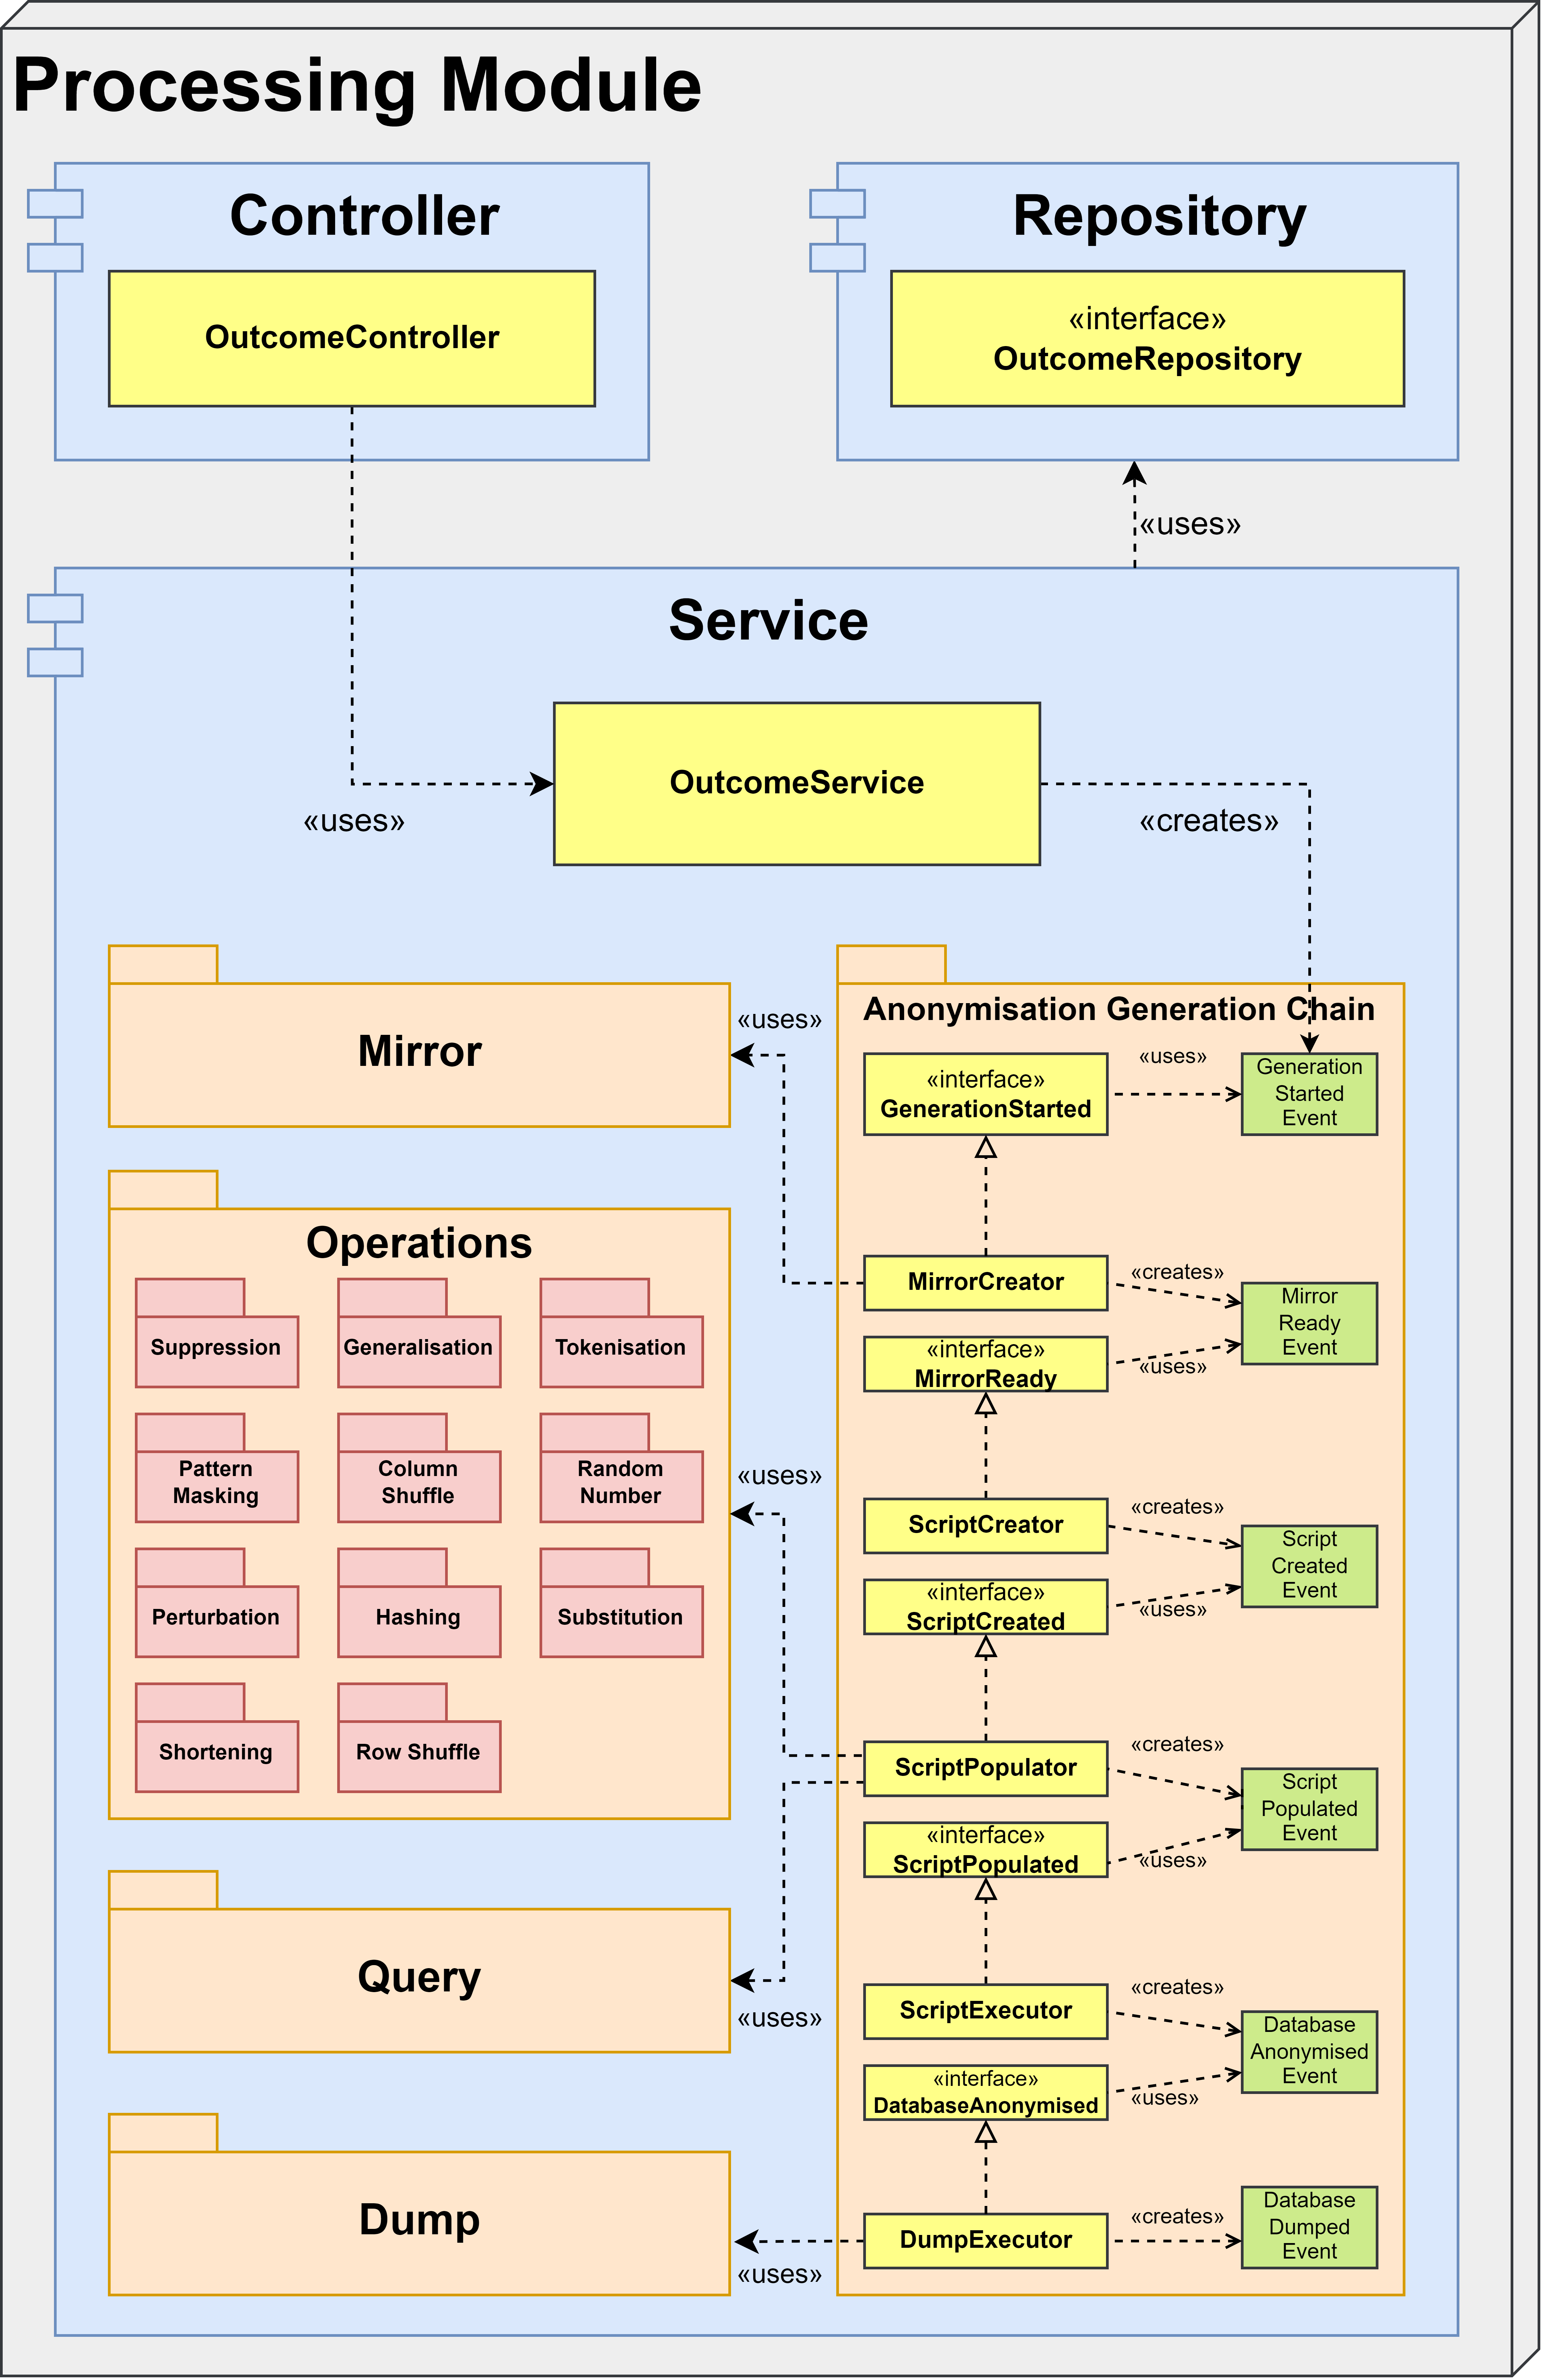 Processing Module
Controller
OutcomeController
Repository
«interface»
OutcomeRepository
«uses»
Service
OutcomeService
«uses»
«creates»
Mirror
«uses»
Operations
Suppression
Generalisation
Tokenisation
Pattern
Masking
Column
Shuffle
Random
Number
Perturbation
Hashing
Substitution
Shortening
Row Shuffle
«uses»
Query
«uses»
Dump
«uses»
Anonymisation Generation Chain
«interface»
GenerationStarted
«uses»
Generation
Started
Event
MirrorCreator
«creates»
Mirror
Ready
Event
«interface»
MirrorReady
«uses»
ScriptCreator
«creates»
Script
Created
Event
«interface»
ScriptCreated
«uses»
ScriptPopulator
«creates»
Script
Populated
Event
«interface»
ScriptPopulated
«uses»
ScriptExecutor
«creates»
Database
Anonymised
Event
«interface»
DatabaseAnonymised
«uses»
DumpExecutor
«creates»
Database
Dumped
Event